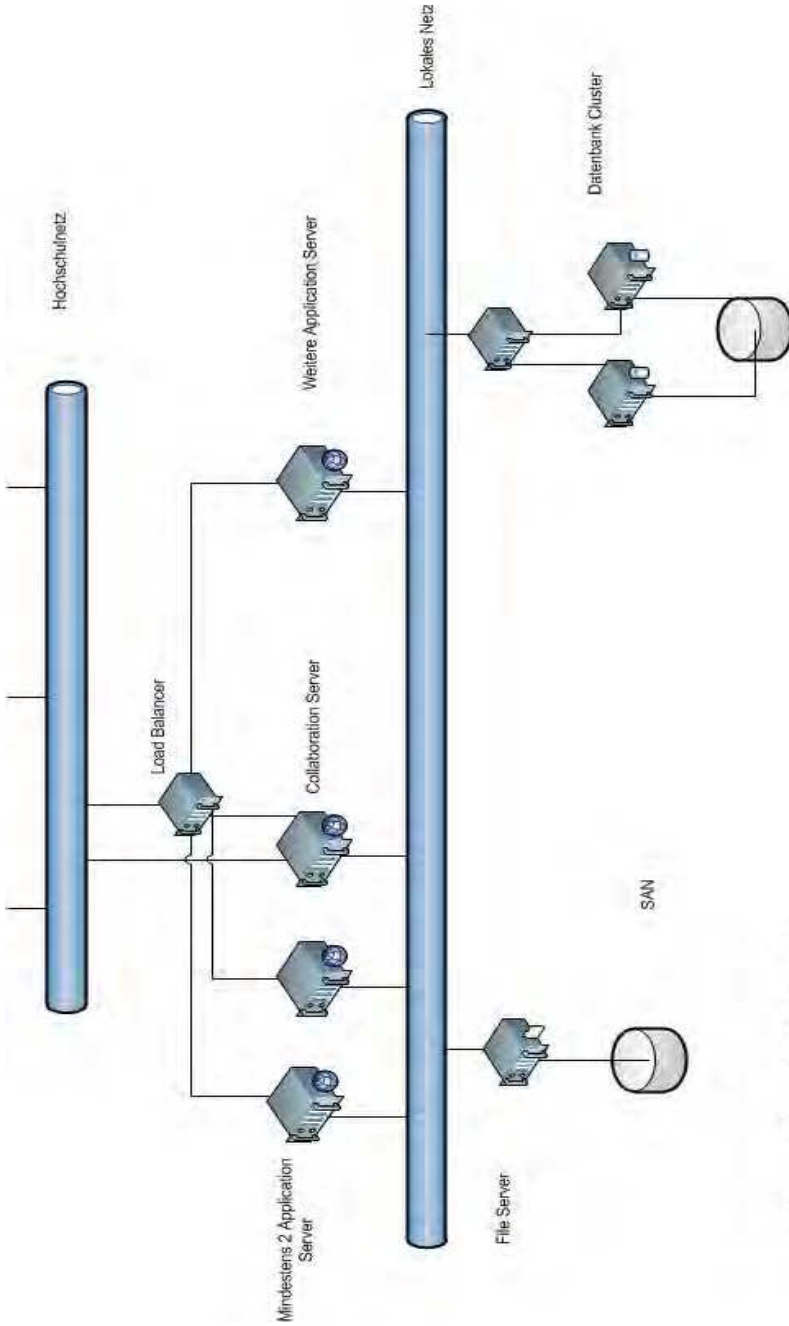 Hochschulnetz
Load Balancer
Mindestens 2 Application
Server
Collaboration Server
Weitere Application Server
Lokales Netz
File Server
SAN
Datenbank Cluster